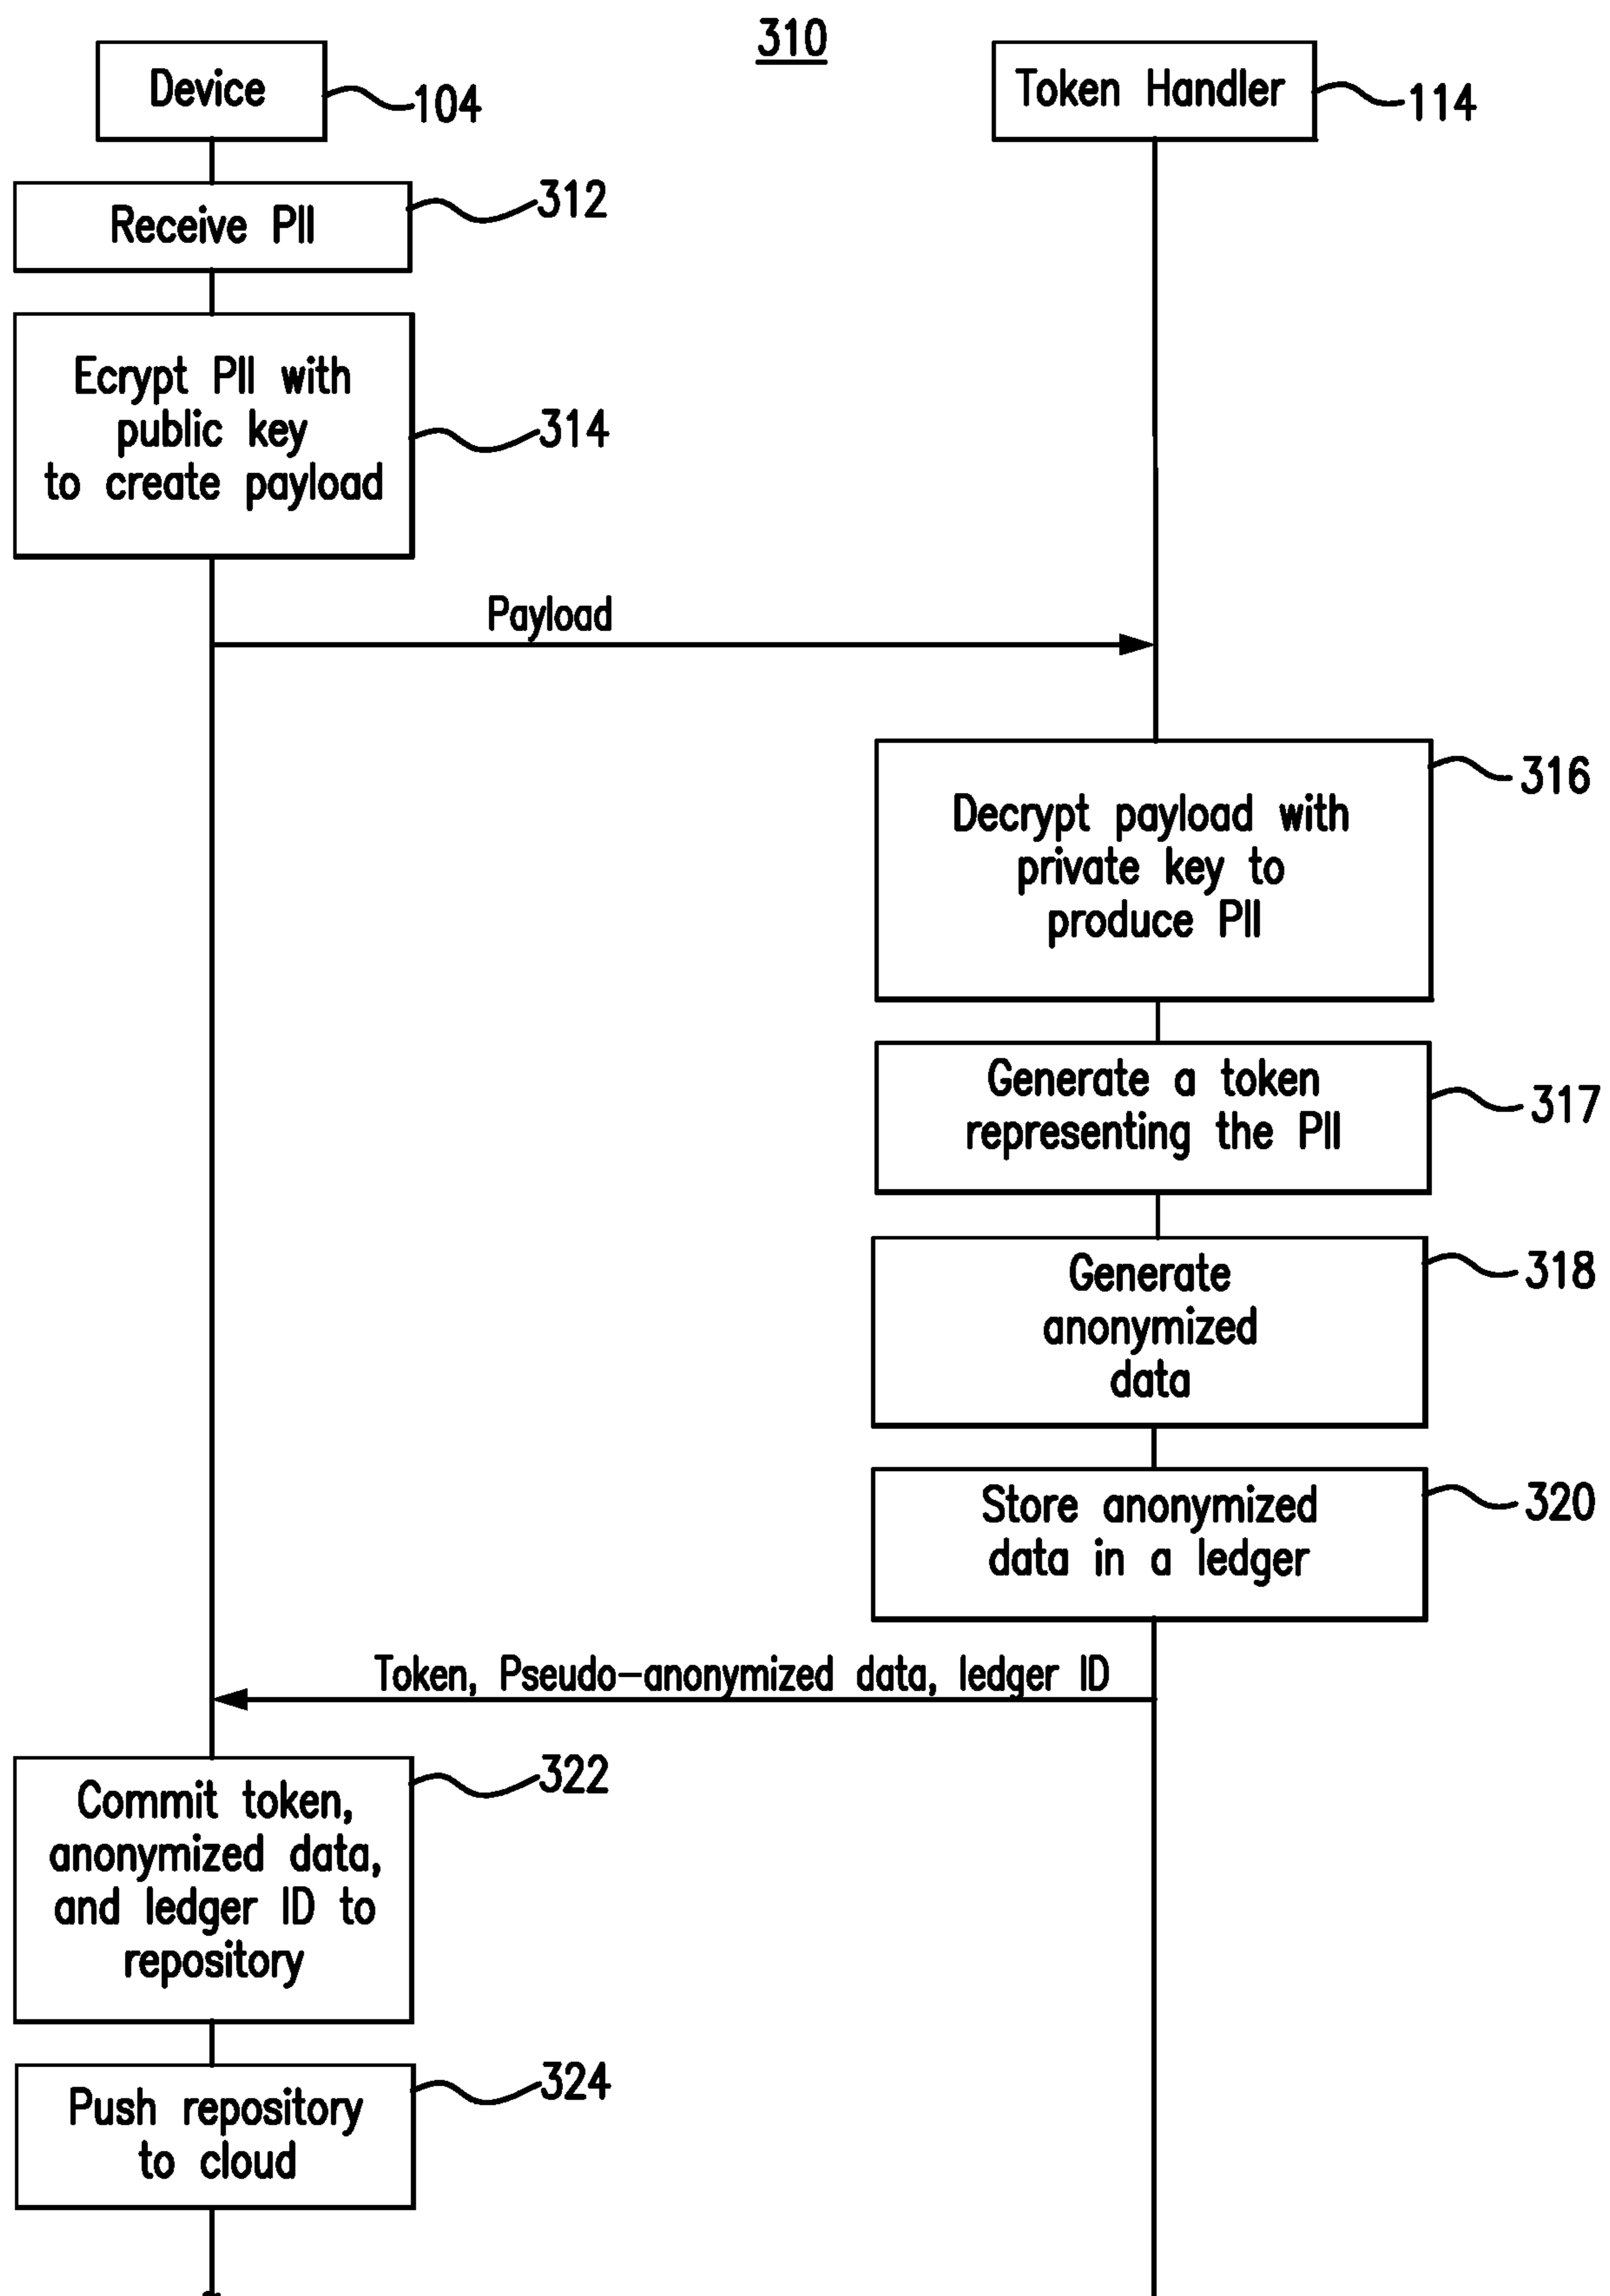 310
Device
104
Token Handler
114
Receive PII
312
Ecrypt PII with
public key
to create payload
314
Payload
Decrypt payload with
private key to
produce PII
316
Generate a token
representing the PII
317
Generate
anonymized
data
318
Store anonymized
data in a ledger
320
Token, Pseudo-anonymized data, ledger ID
Commit token,
anonymized data,
and ledger ID to
repository
322
Push repository
to cloud
324